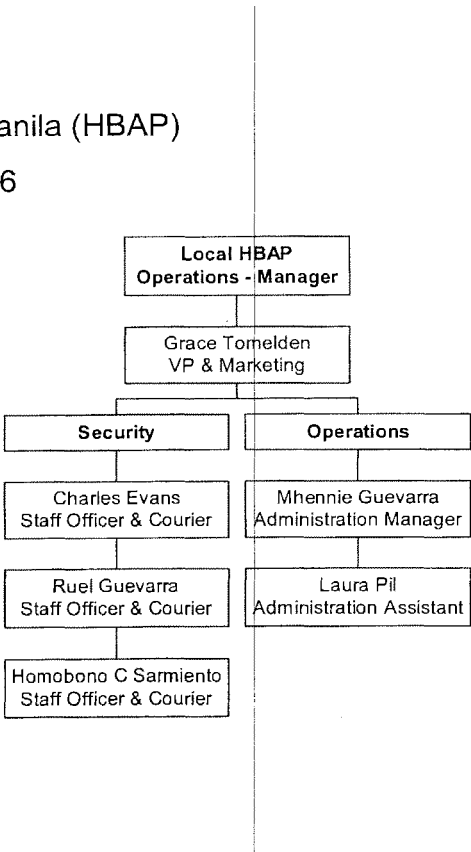 anila (HBAP)
6
Local HBAP
Operations - Manager
Grace Tomelden
VP & Marketing
Security
Operations
Charles Evans
Staff Officer & Courier
Mhennie Guevarra
Administration Manager
Ruel Guevarra
Staff Officer & Courier
Laura Pil
Administration Assistant
Homobono C Sarmiento
Staff Officer & Courier